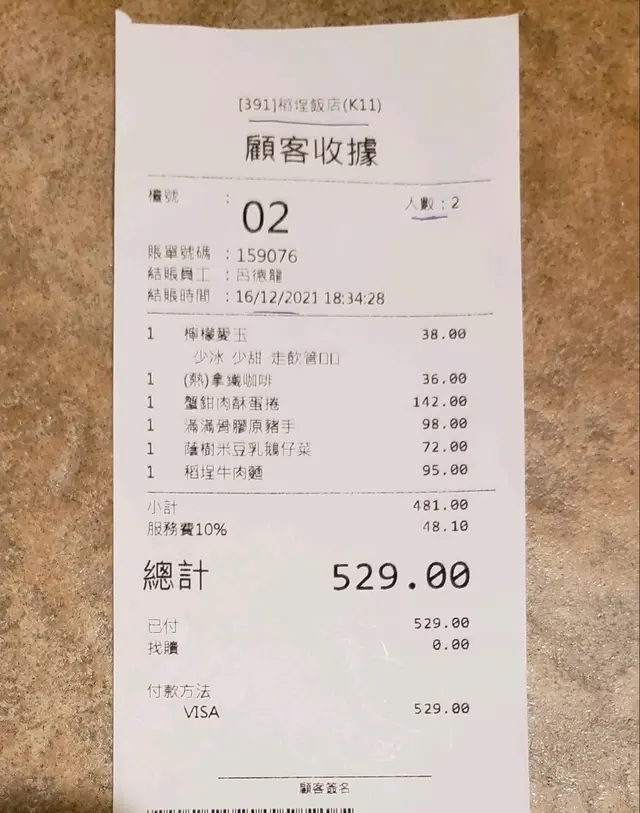 [391]稻埕飯店(K11)
顧客收據
檯號 : 02 人數 : 2
賬單號碼 : 159076
結賬員工 : 呂德龍
結賬時間 : 16/12/2021 18:34:28
1 檸檬愛玉 38.00
少冰 少甜 走飲管□□
1 (熱)拿鐵咖啡 36.00
1 蟹鉗肉酥蛋捲 142.00
1 滿滿骨膠原豬手 98.00
1 蔭樹米豆乳鵝仔菜 72.00
1 稻埕牛肉麵 95.00
小計 481.00
服務費10% 48.10
總計 529.00
已付 529.00
找贖 0.00
付款方法
VISA 529.00
顧客簽名